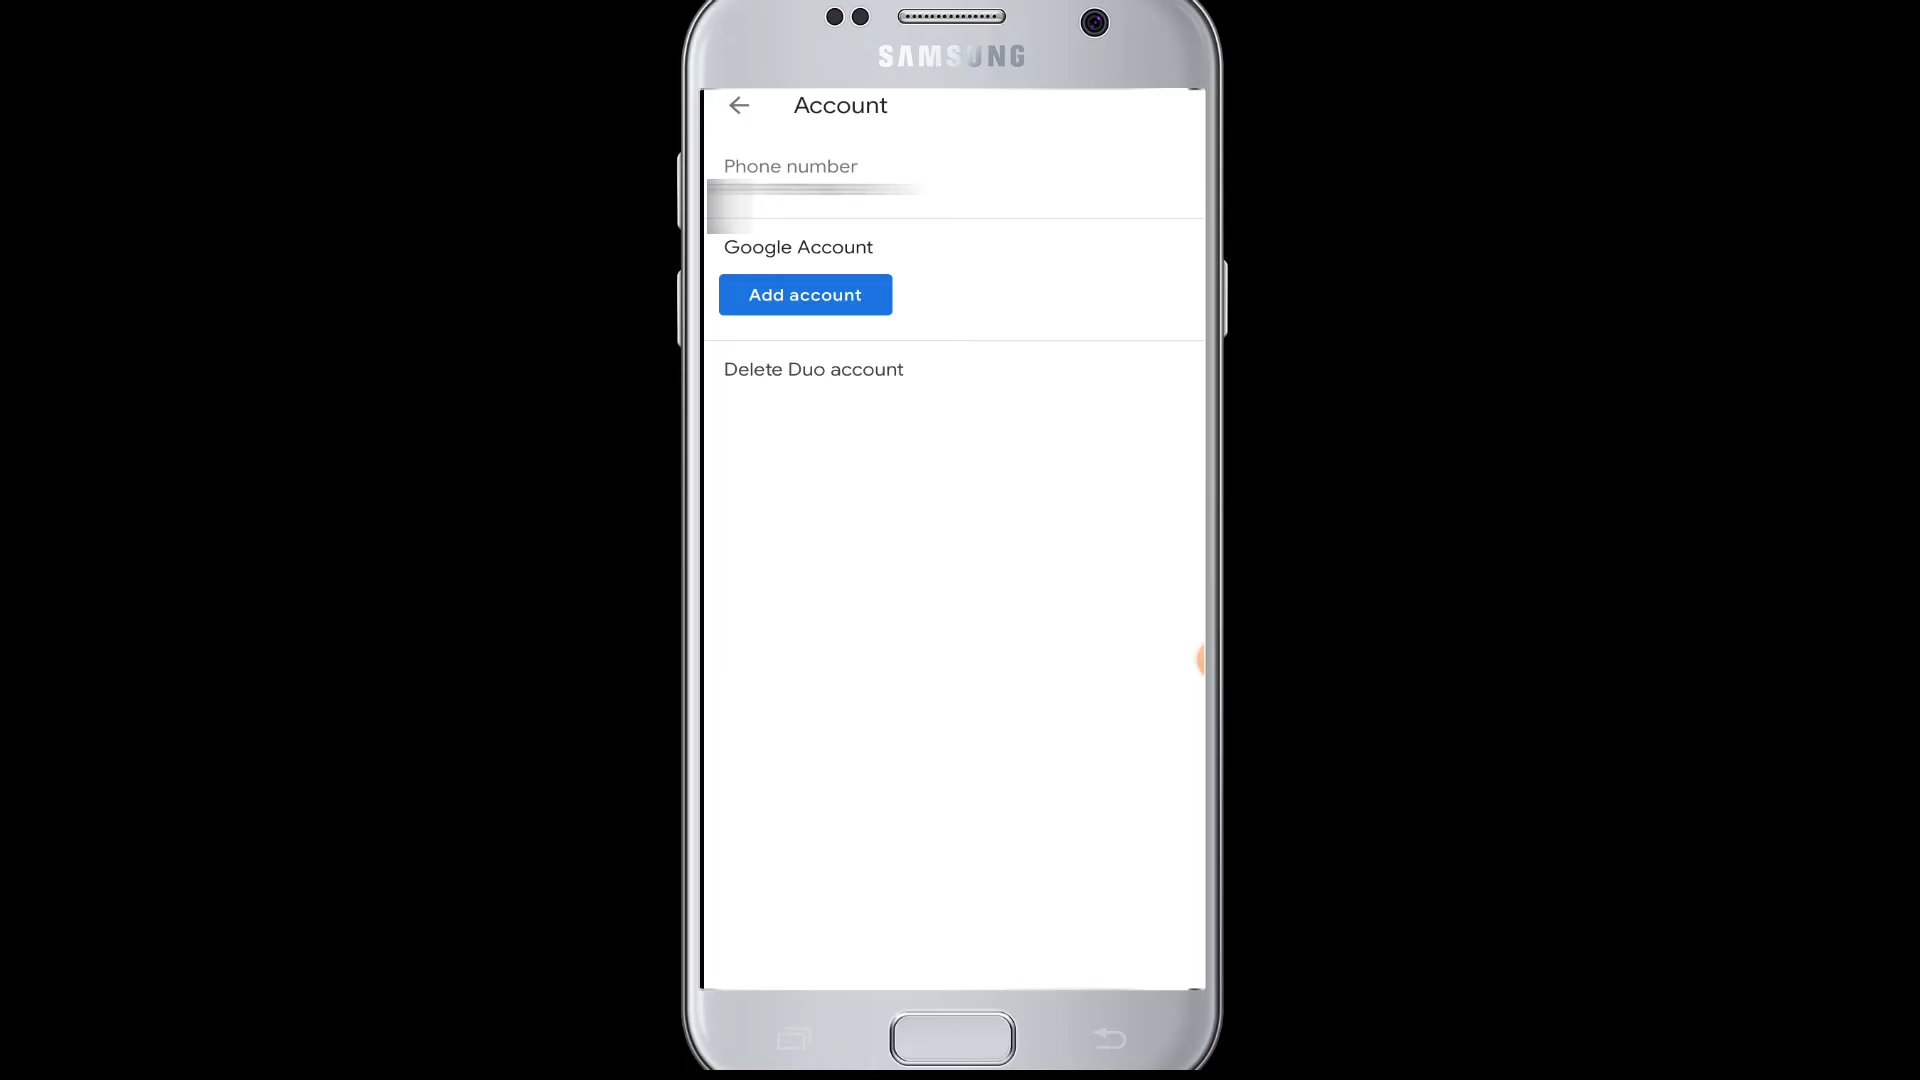 SAMSUNG
Account
Phone number
Google Account
Add account
Delete Duo account